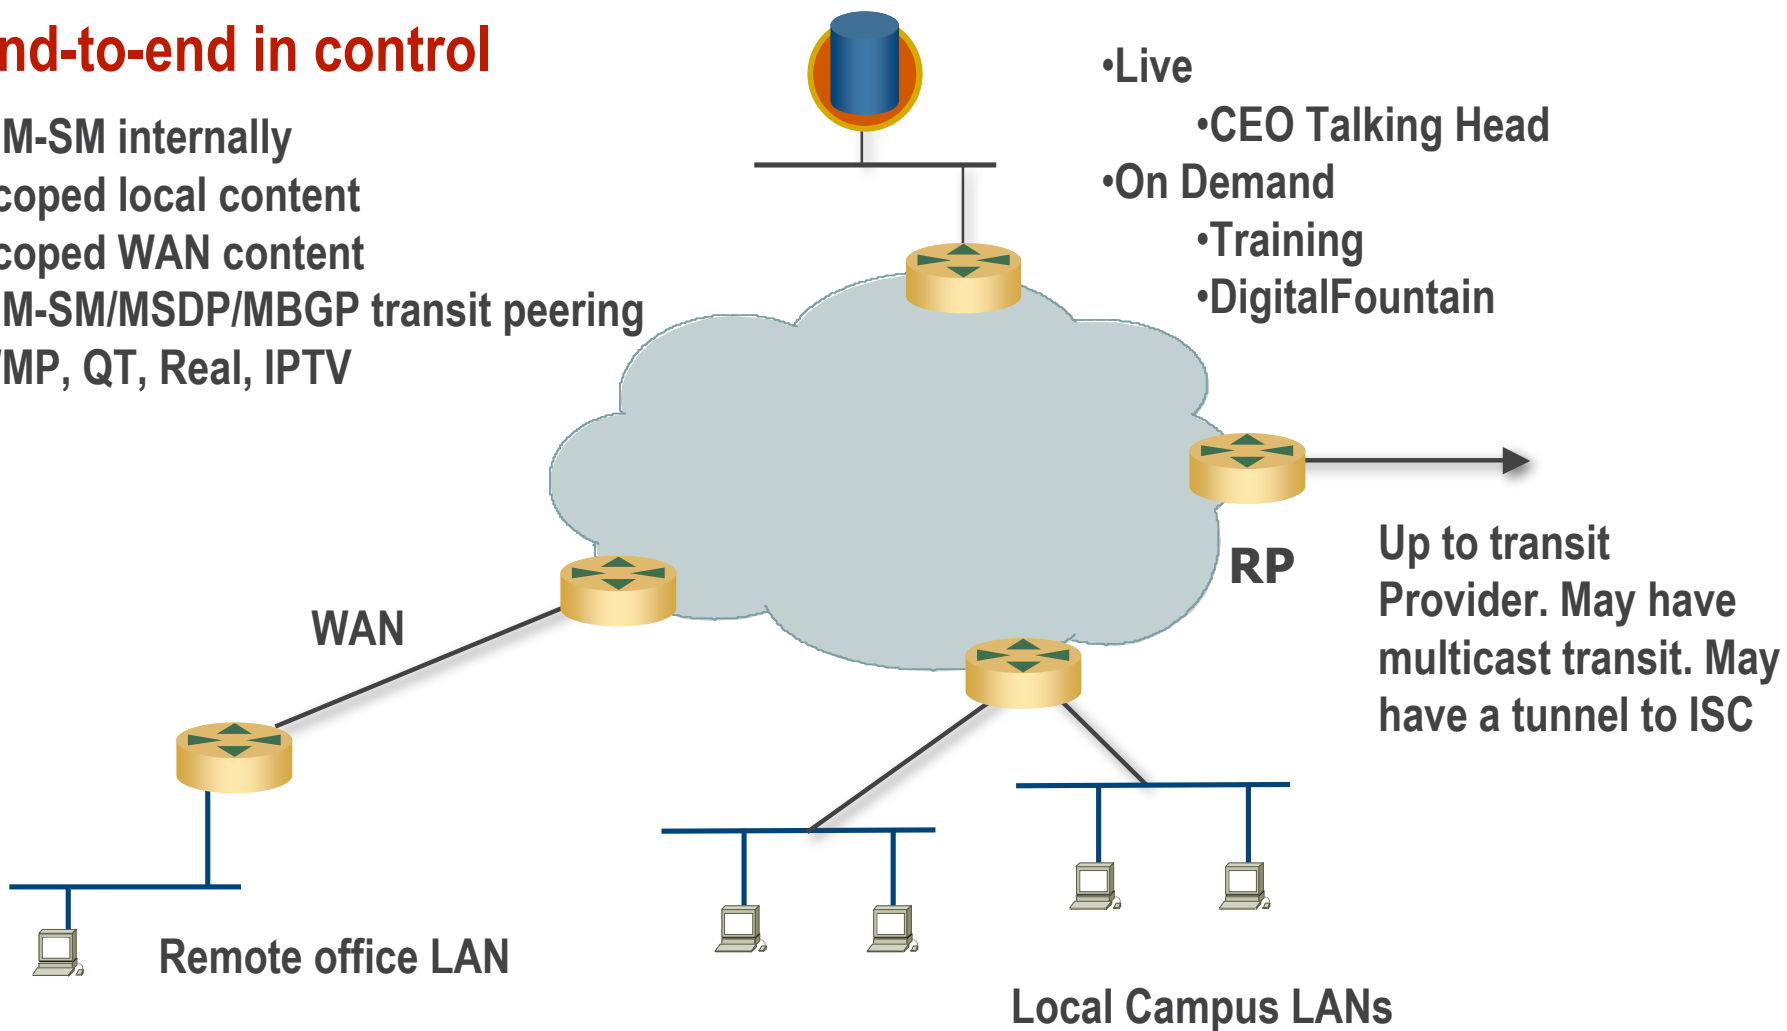 nd-to-end in control
M-SM internally
coped local content
coped WAN content
M-SM/MSDP/MBGP transit peering
MP, QT, Real, IPTV
•Live
•CEO Talking Head
•On Demand
•Training
•DigitalFountain
RP
Up to transit
Provider. May have
multicast transit. May
have a tunnel to ISC
WAN
Remote office LAN
Local Campus LANs